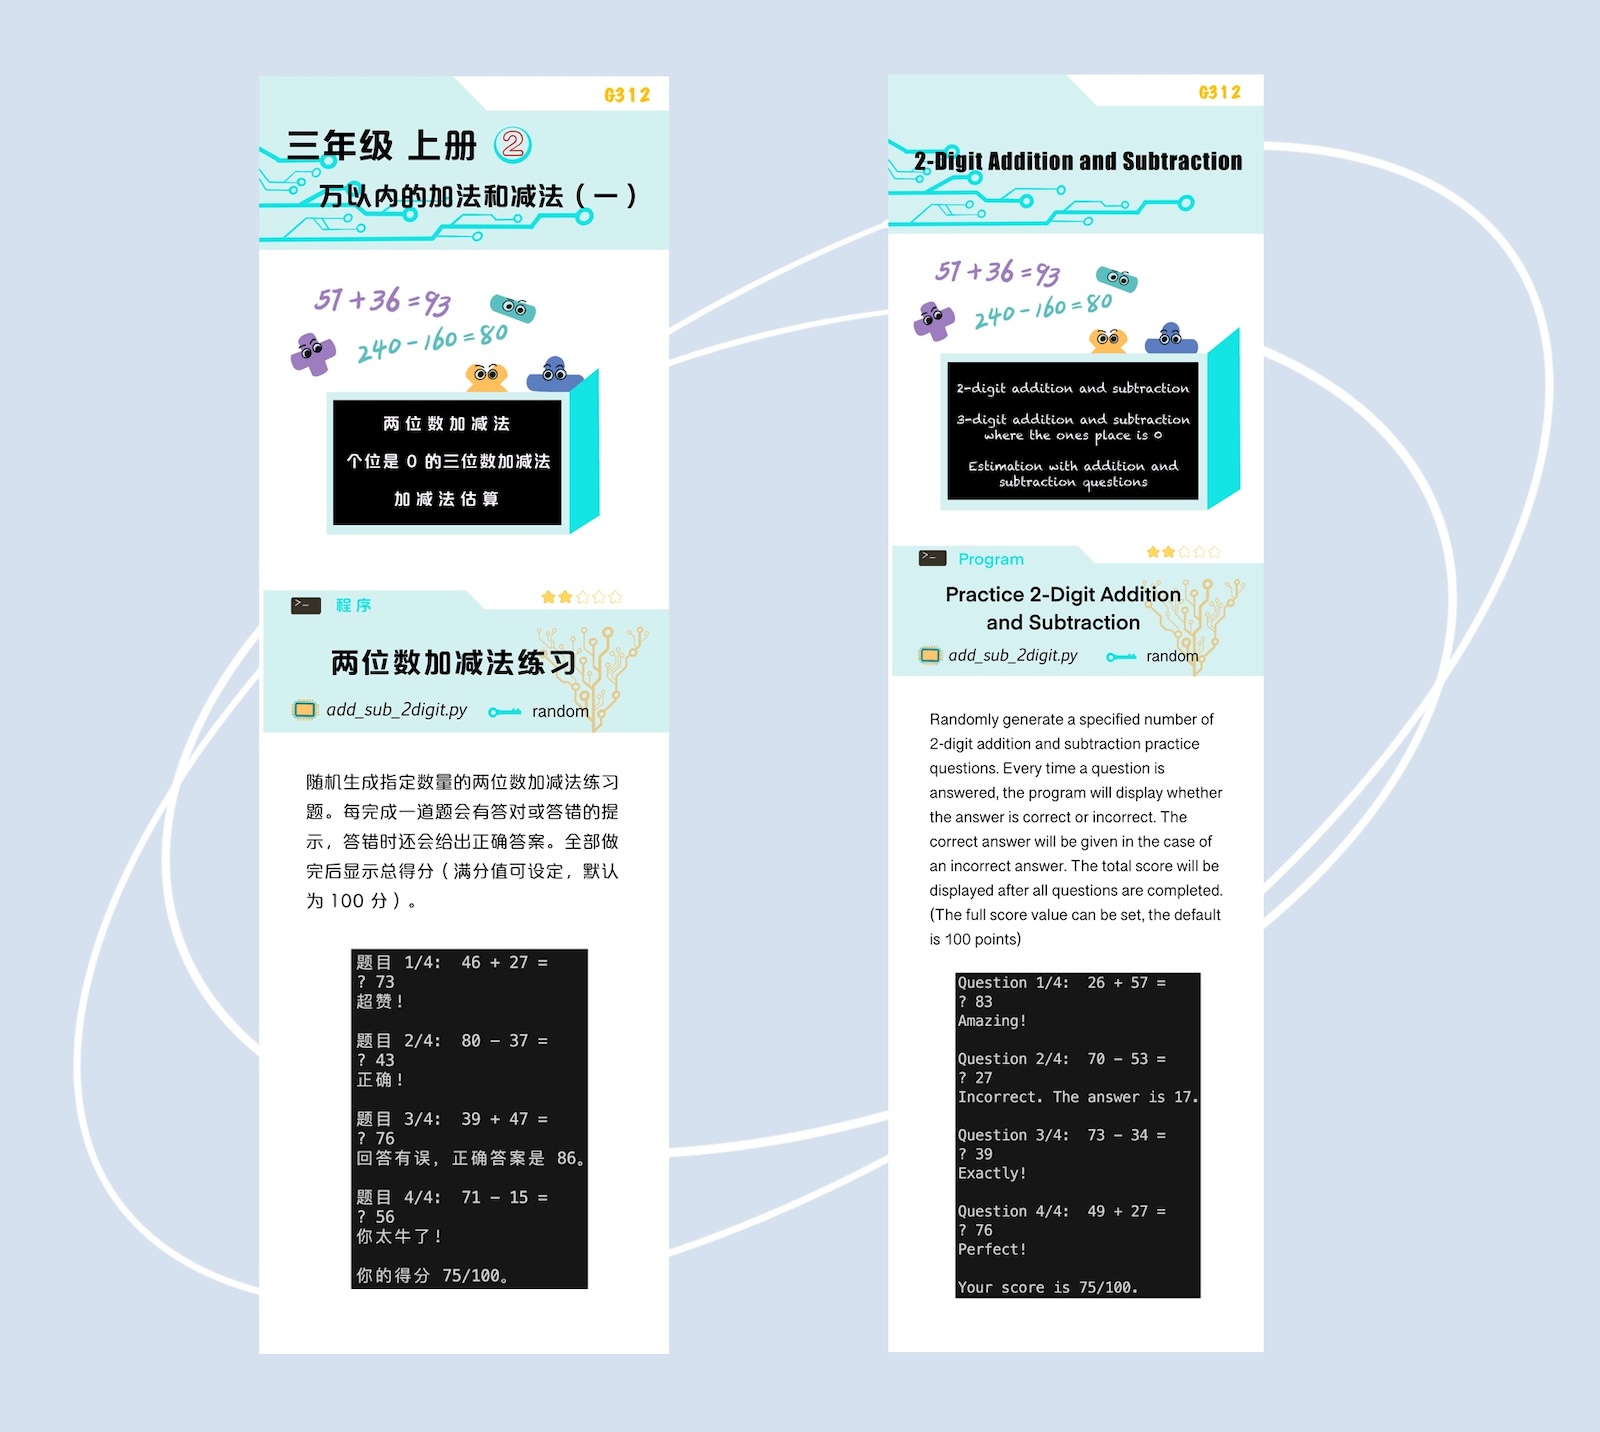 G312
三年级 上册 ②
万以内的加法和减法（一）
57+36=93
240-160=80
两位数加减法
个位是 0 的三位数加减法
加减法估算
>_ 程序
两位数加减法练习
add_sub_2digit.py random
随机生成指定数量的两位数加减法练习
题。每完成一道题会有答对或答错的提
示，答错时还会给出正确答案。全部做
完后显示总得分（满分值可设定，默认
为 100 分）。
题目 1/4: 46 + 27 =
? 73
超赞！
题目 2/4: 80 - 37 =
? 43
正确！
题目 3/4: 39 + 47 =
? 76
回答有误，正确答案是 86。
题目 4/4: 71 - 15 =
? 56
你太牛了！
你的得分 75/100。
G312
2-Digit Addition and Subtraction
57+36=93
240-160=80
2-digit addition and subtraction
3-digit addition and subtraction
where the ones place is 0
Estimation with addition and
subtraction questions
>_ Program
Practice 2-Digit Addition
and Subtraction
add_sub_2digit.py random
Randomly generate a specified number of
2-digit addition and subtraction practice
questions. Every time a question is
answered, the program will display whether
the answer is correct or incorrect. The
correct answer will be given in the case of
an incorrect answer. The total score will be
displayed after all questions are completed.
(The full score value can be set, the default
is 100 points)
Question 1/4: 26 + 57 =
? 83
Amazing!
Question 2/4: 70 - 53 =
? 27
Incorrect. The answer is 17.
Question 3/4: 73 - 34 =
? 39
Exactly!
Question 4/4: 49 + 27 =
? 76
Perfect!
Your score is 75/100.